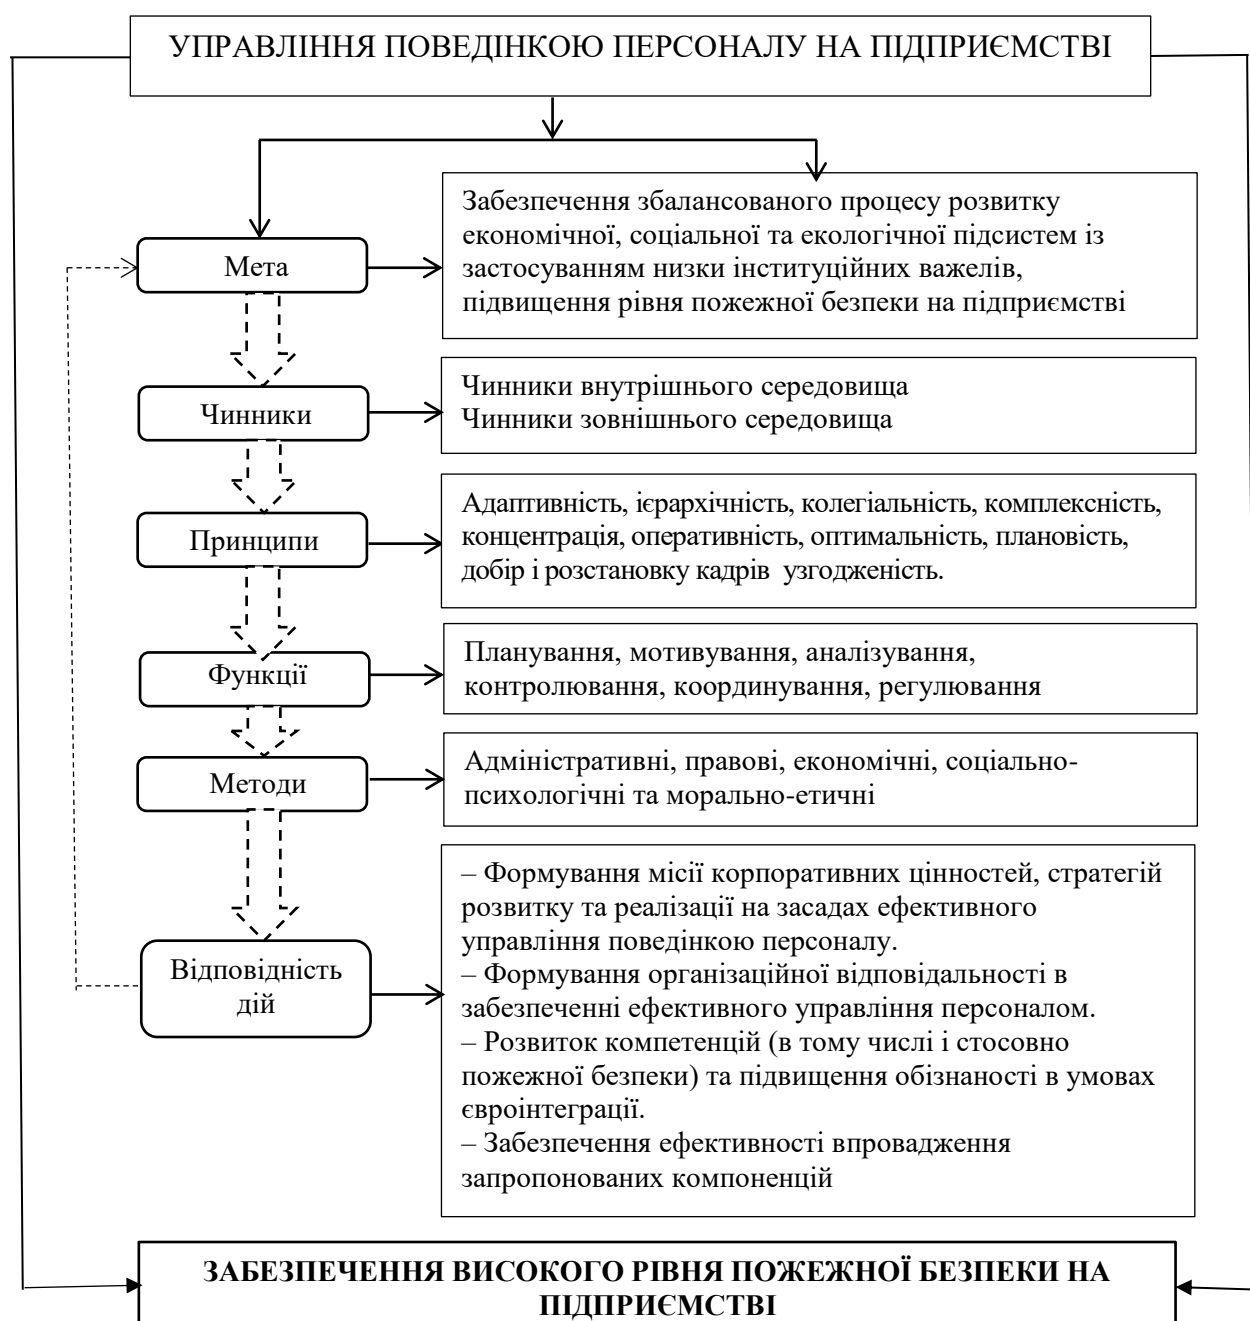 УПРАВЛІННЯ ПОВЕДІНКОЮ ПЕРСОНАЛУ НА ПІДПРИЄМСТВІ
Мета
Забезпечення збалансованого процесу розвитку
економічної, соціальної та екологічної підсистем із
застосуванням низки інституційних важелів,
підвищення рівня пожежної безпеки на підприємстві
Чинники
Чинники внутрішнього середовища
Чинники зовнішнього середовища
Принципи
Адаптивність, ієрархічність, колегіальність, комплексність,
концентрація, оперативність, оптимальність, плановість,
добір і розстановку кадрів узгодженість.
Функції
Планування, мотивування, аналізування,
контролювання, координування, регулювання
Методи
Адміністративні, правові, економічні, соціально-
психологічні та морально-етичні
Відповідність
дій
– Формування місії корпоративних цінностей, стратегій
розвитку та реалізації на засадах ефективного
управління поведінкою персоналу.
– Формування організаційної відповідальності в
забезпеченні ефективного управління персоналом.
– Розвиток компетенцій (в тому числі і стосовно
пожежної безпеки) та підвищення обізнаності в умовах
євроінтеграції.
– Забезпечення ефективності впровадження
запропонованих компоненцій
ЗАБЕЗПЕЧЕННЯ ВИСОКОГО РІВНЯ ПОЖЕЖНОЇ БЕЗПЕКИ НА
ПІДПРИЄМСТВІ